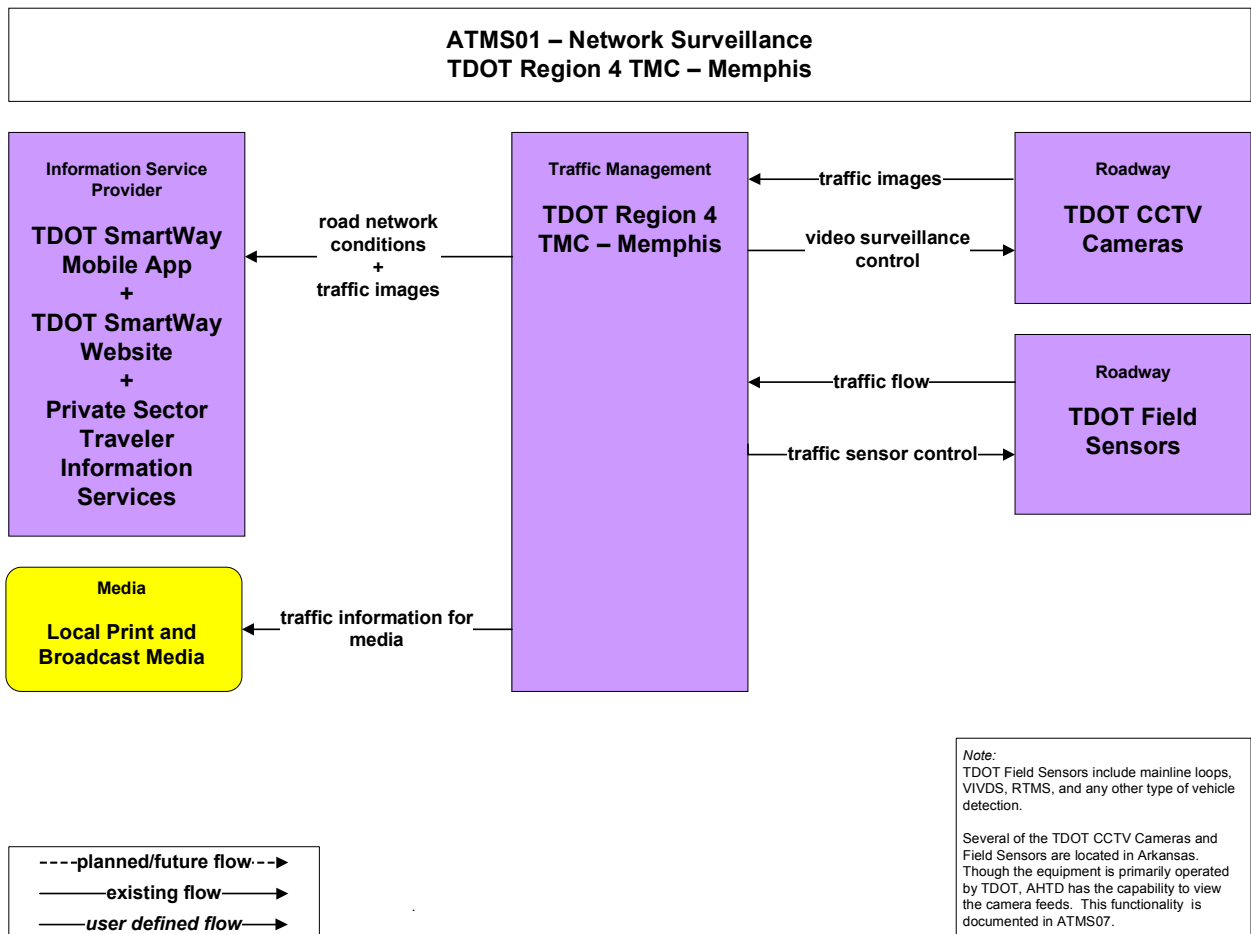 ATMS01 – Network Surveillance
TDOT Region 4 TMC – Memphis
Information Service
Provider
TDOT SmartWay
Mobile App
+
TDOT SmartWay
Website
+
Private Sector
Traveler
Information
Services
road network
conditions
+
traffic images
Traffic Management
TDOT Region 4
TMC – Memphis
traffic images
video surveillance
control
Roadway
TDOT CCTV
Cameras
traffic flow
traffic sensor control
Roadway
TDOT Field
Sensors
Media
Local Print and
Broadcast Media
traffic information for
media
Note:
TDOT Field Sensors include mainline loops,
VIVDS, RTMS, and any other type of vehicle
detection.
Several of the TDOT CCTV Cameras and
Field Sensors are located in Arkansas.
Though the equipment is primarily operated
by TDOT, AHTD has the capability to view
the camera feeds.  This functionality  is
documented in ATMS07.
planned/future flow
existing flow
user defined flow